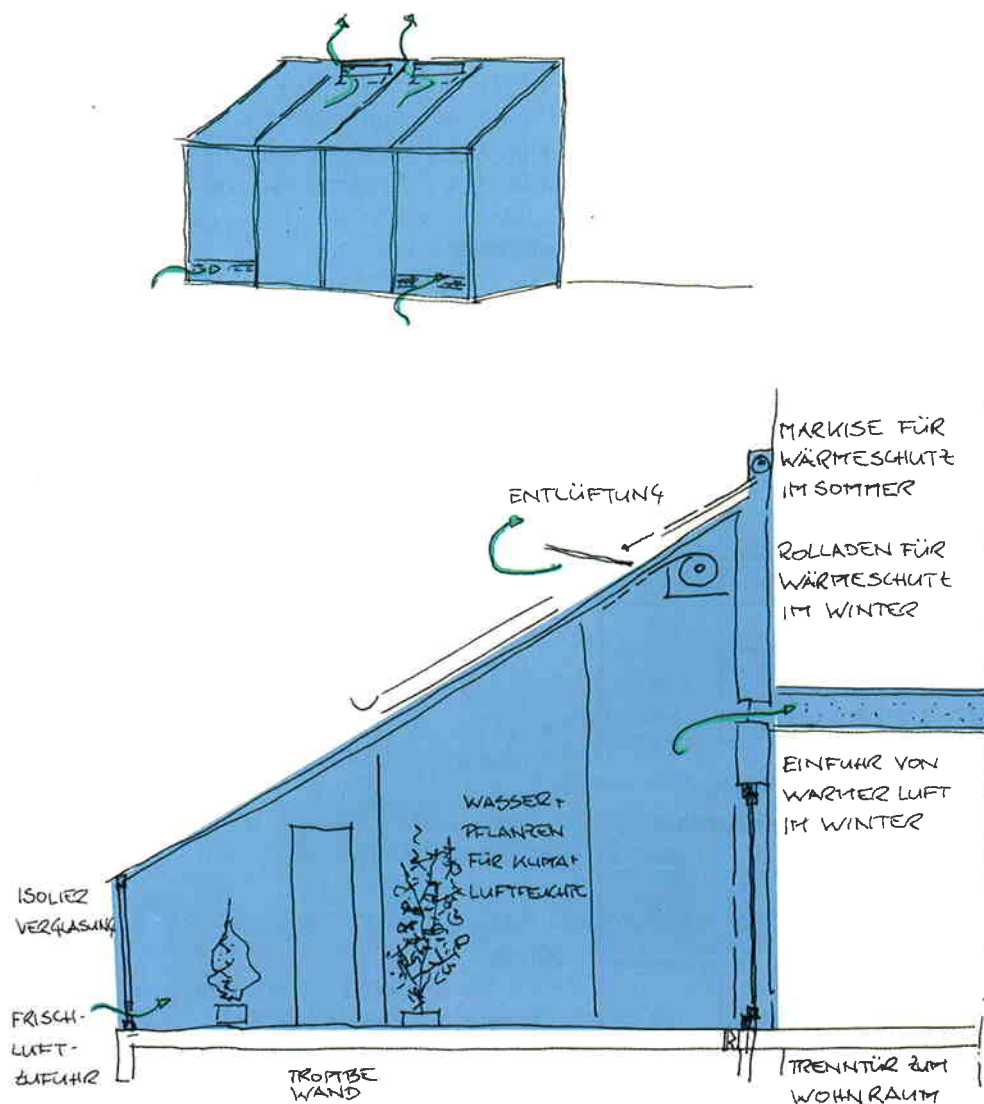 MARKISE FÜR
WÄRMESCHUTZ
IM SOMMER
ENTLÜFTUNG
ROLLADEN FÜR
WÄRMESCHUTZ
IM WINTER
EINFUHR VON
WARMER LUFT
IM WINTER
WASSER +
PFLANZEN
FÜR KLIMA +
LUFTFEUCHTE
ISOLIER
VERGLASUNG
FRISCH-
LUFT-
ZUFUHR
TROMBE
WAND
TRENNTÜR ZUM
WOHNRAUM